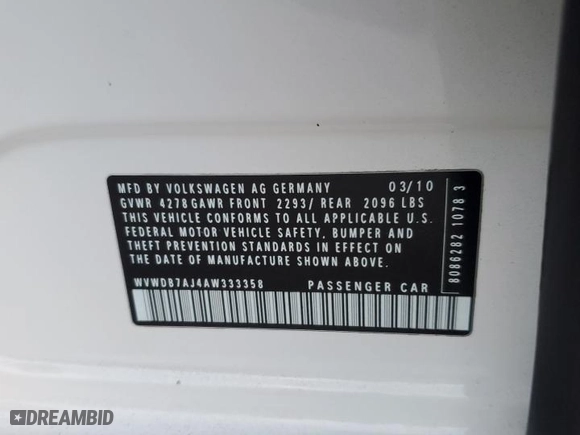 MFD BY VOLKSWAGEN AG GERMANY 03/10
GVWR 4278 GAWR FRONT 2293/ REAR 2096 LBS
THIS VEHICLE CONFORMS TO ALL APPLICABLE U.S.
FEDERAL MOTOR VEHICLE SAFETY, BUMPER AND
THEFT PREVENTION STANDARDS IN EFFECT ON
THE DATE OF MANUFACTURE SHOWN ABOVE.
WVWDB7AJ4AW333358 PASSENGER CAR
8086282 1078 3
DREAMBID